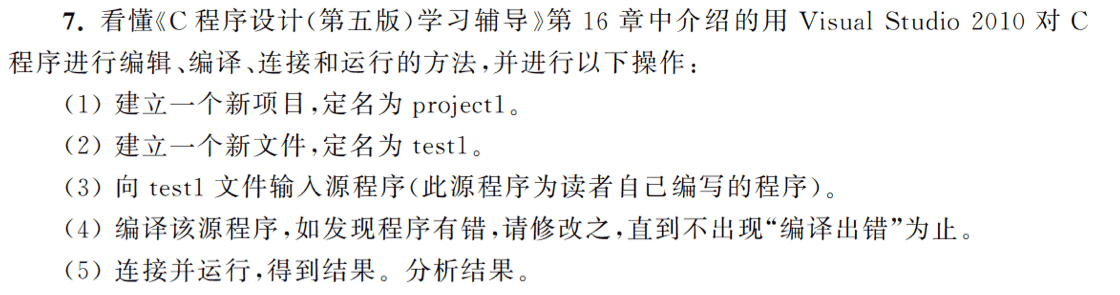 7. 看懂《C程序设计(第五版)学习辅导》第 16 章中介绍的用 Visual Studio 2010 对 C
程序进行编辑、编译、连接和运行的方法,并进行以下操作:
(1) 建立一个新项目,定名为 project1。
(2) 建立一个新文件,定名为 test1。
(3) 向 test1 文件输入源程序(此源程序为读者自己编写的程序)。
(4) 编译该源程序,如发现程序有错,请修改之,直到不出现“编译出错”为止。
(5) 连接并运行,得到结果。分析结果。